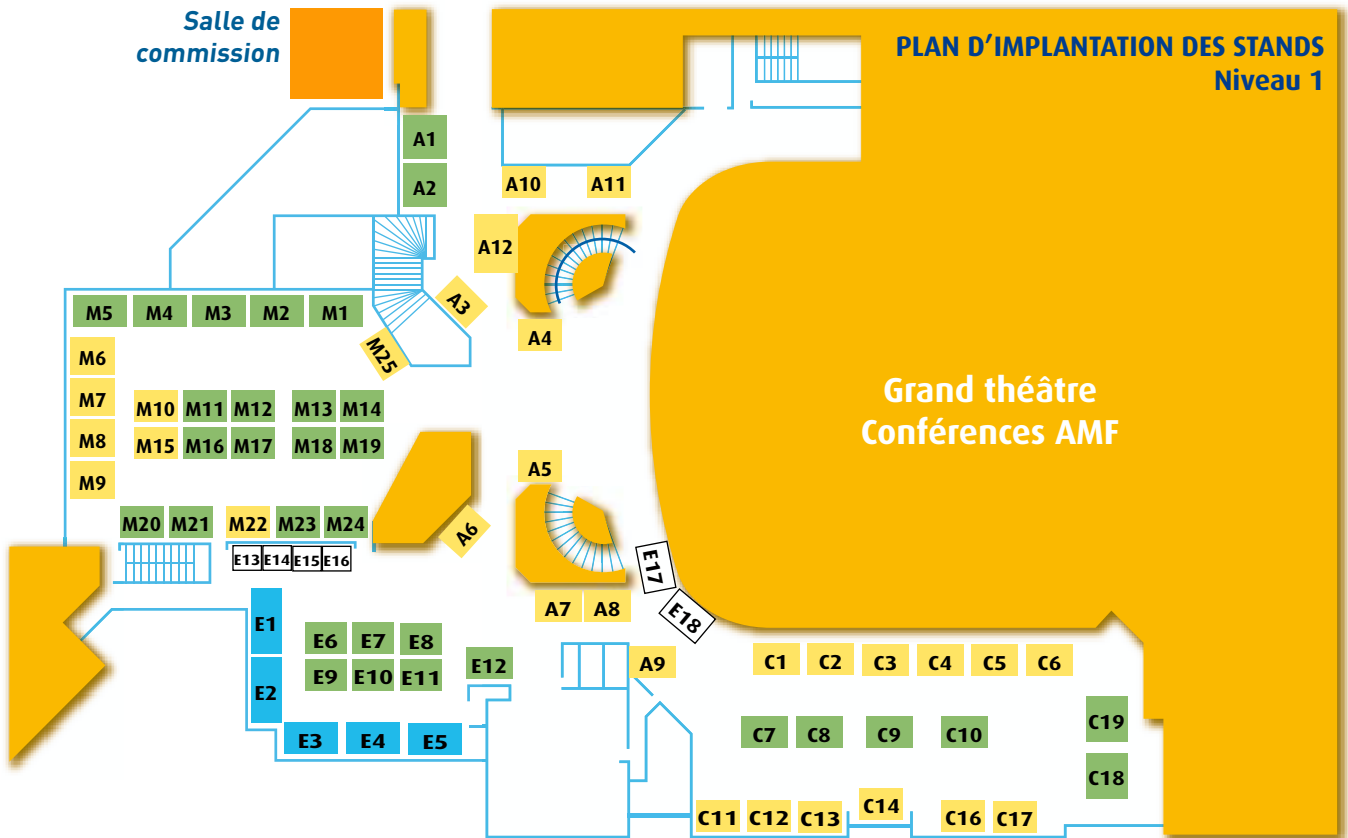 Salle de
commission
PLAN D’IMPLANTATION DES STANDS
Niveau 1
A1
A2
A10 A11
A12
A3
A4
M5 M4 M3 M2 M1
M25
M6
M7
M8
M9
M10 M11 M12 M13 M14
M15 M16 M17 M18 M19
Grand théâtre
Conférences AMF
A5
A6
M20 M21 M22 M23 M24
E13 E14 E15 E16
E17
E18
A7 A8
A9
E1
E2
E6 E7 E8
E9 E10 E11
E12
E3 E4 E5
C1 C2 C3 C4 C5 C6
C7 C8 C9 C10
C19
C18
C11 C12 C13 C14 C16 C17